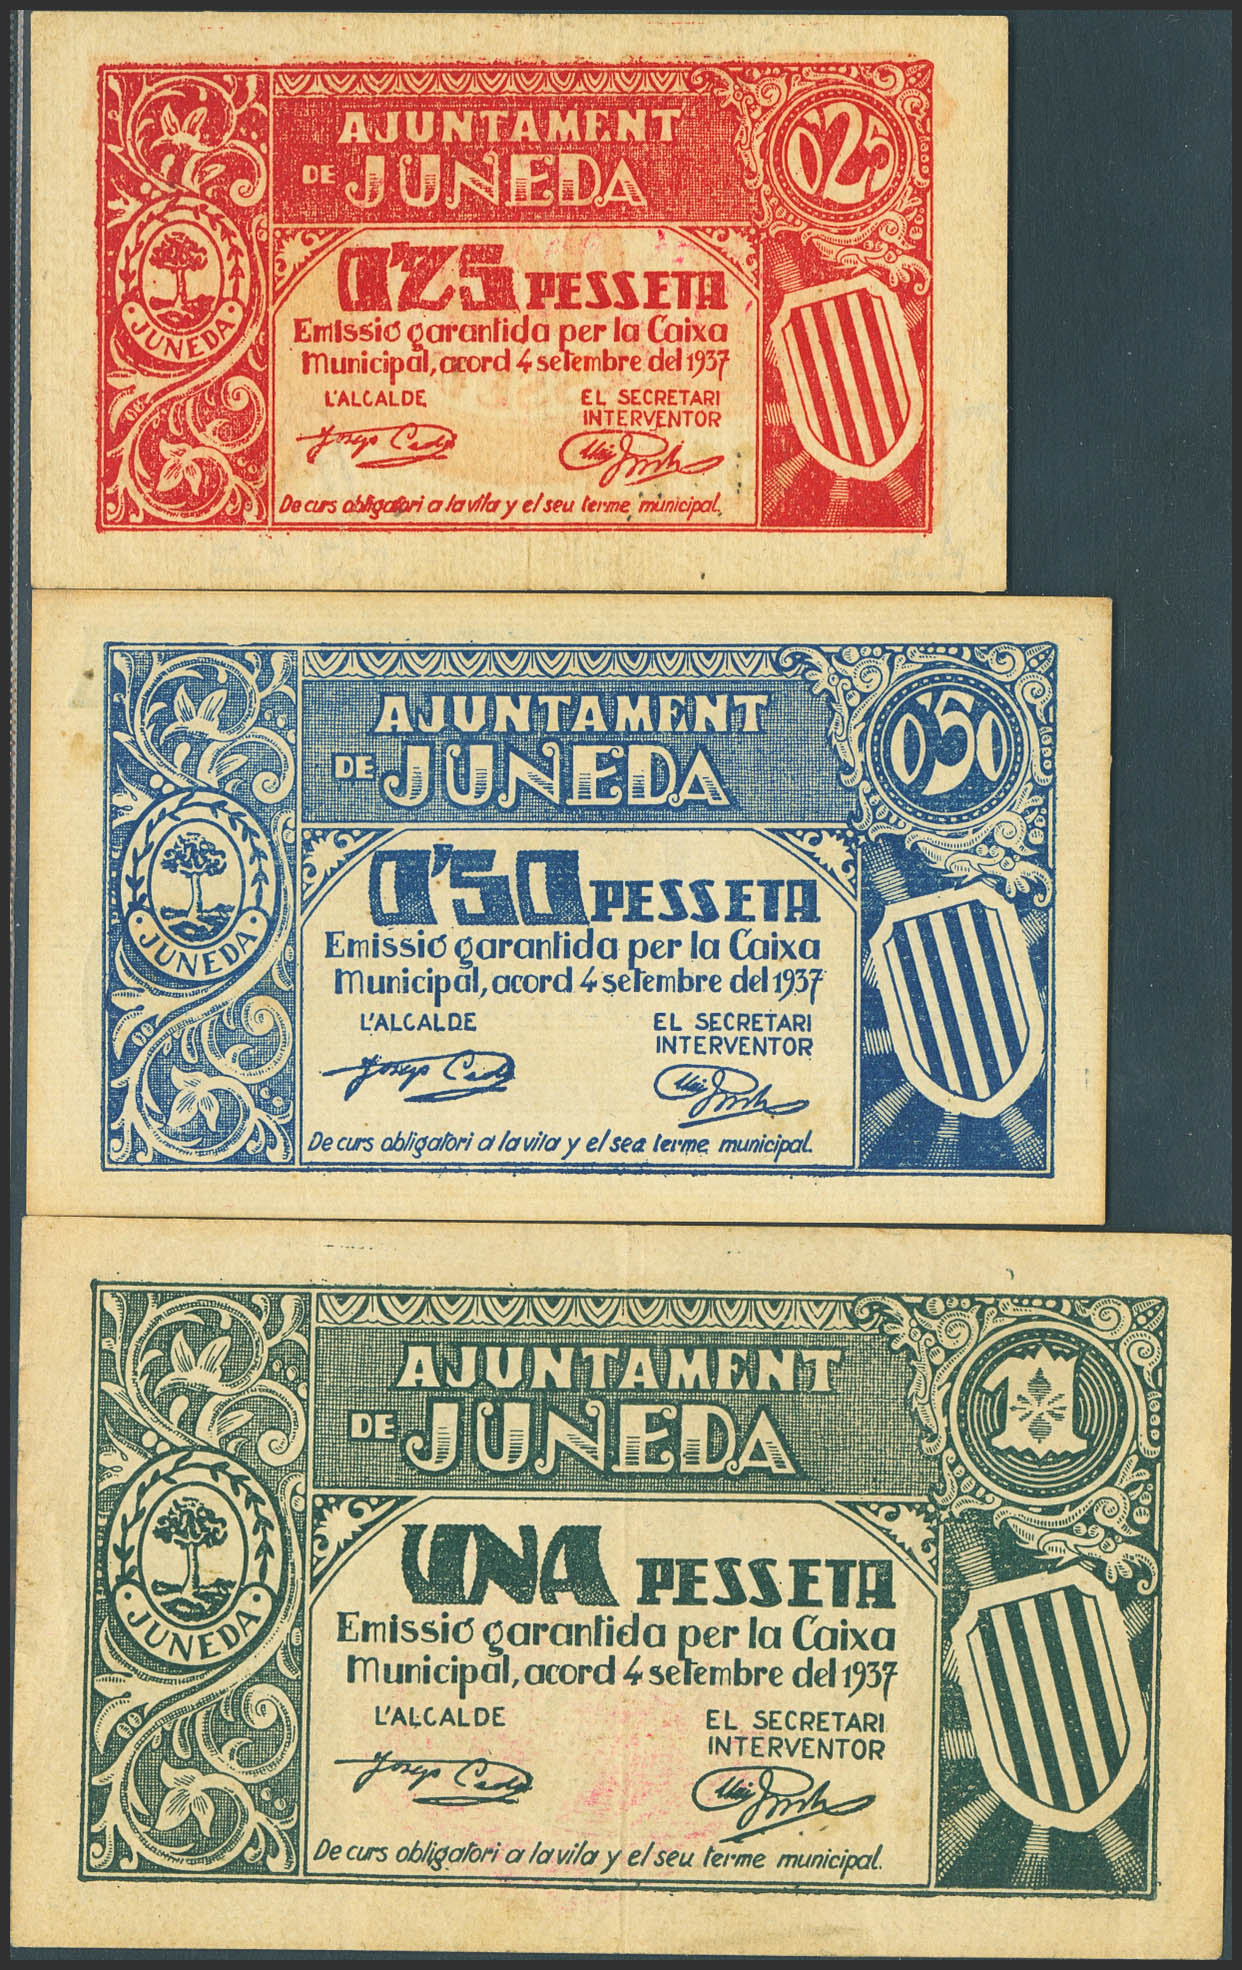 AJUNTAMENT
DE JUNEDA
0'25
0'25 PESSETA
Emissió garantida per la Caixa
Municipal, acord 4 setembre del 1937
L'ALCALDE
EL SECRETARI
INTERVENTOR
De curs obligatori a la vila y el seu terme municipal.
JUNEDA
AJUNTAMENT
DE JUNEDA
0'50
0'50 PESSETA
Emissió garantida per la Caixa
Municipal, acord 4 setembre del 1937
L'ALCALDE
EL SECRETARI
INTERVENTOR
De curs obligatori a la vila y el seu terme municipal.
JUNEDA
AJUNTAMENT
DE JUNEDA
1
UNA PESSETA
Emissió garantida per la Caixa
Municipal, acord 4 setembre del 1937
L'ALCALDE
EL SECRETARI
INTERVENTOR
De curs obligatori a la vila y el seu terme municipal.
JUNEDA